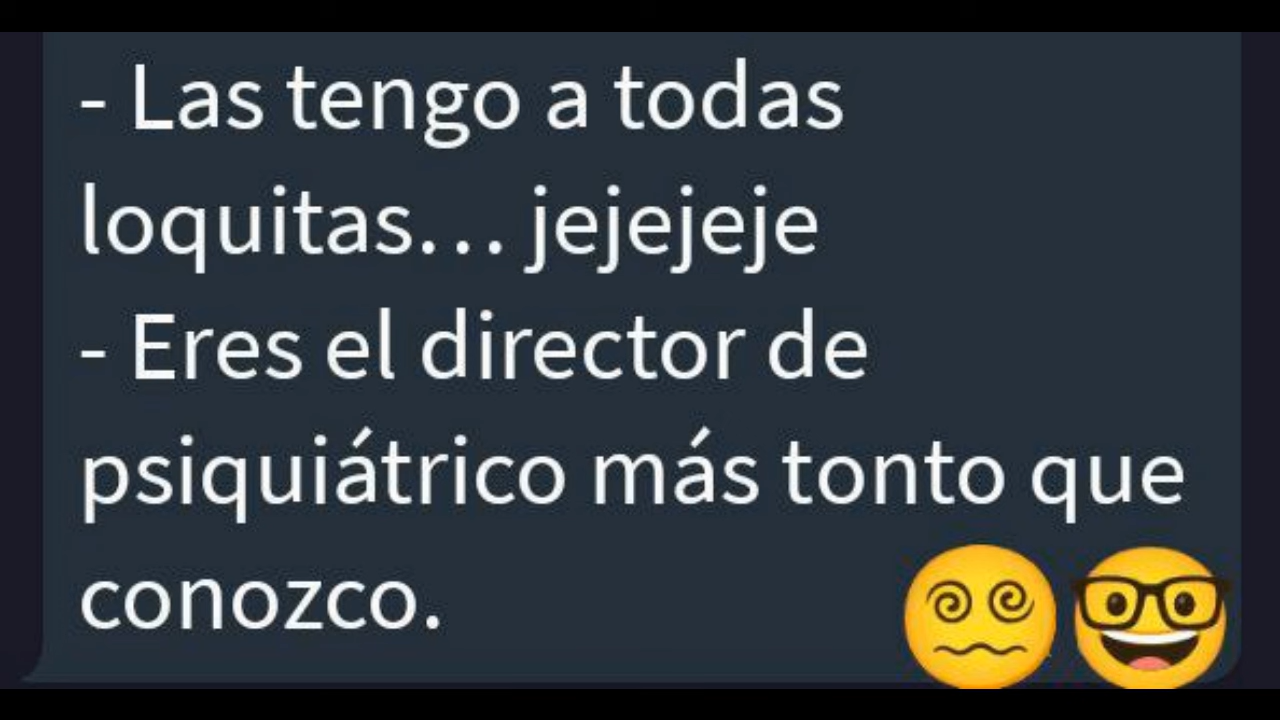 - Las tengo a todas
loquitas... jejejeje
- Eres el director de
psiquiátrico más tonto que
conozco.